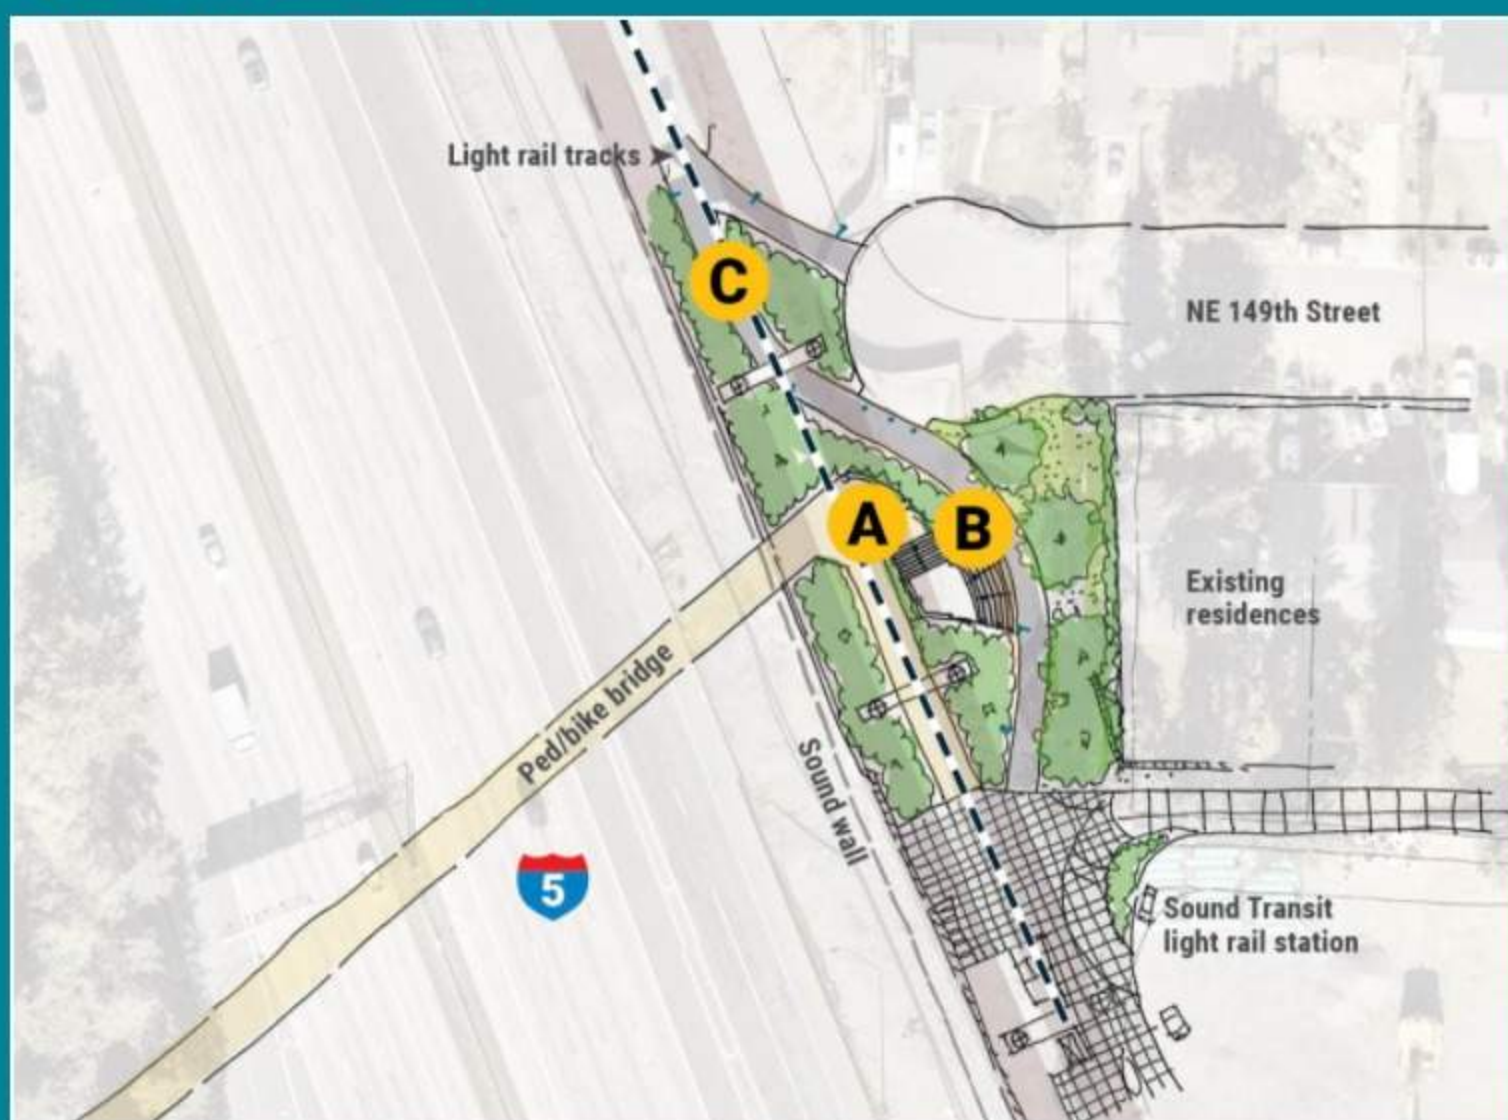 Light rail tracks
C
NE 149th Street
A
B
Existing
residences
Ped/bike bridge
Sound wall
5
Sound Transit
light rail station